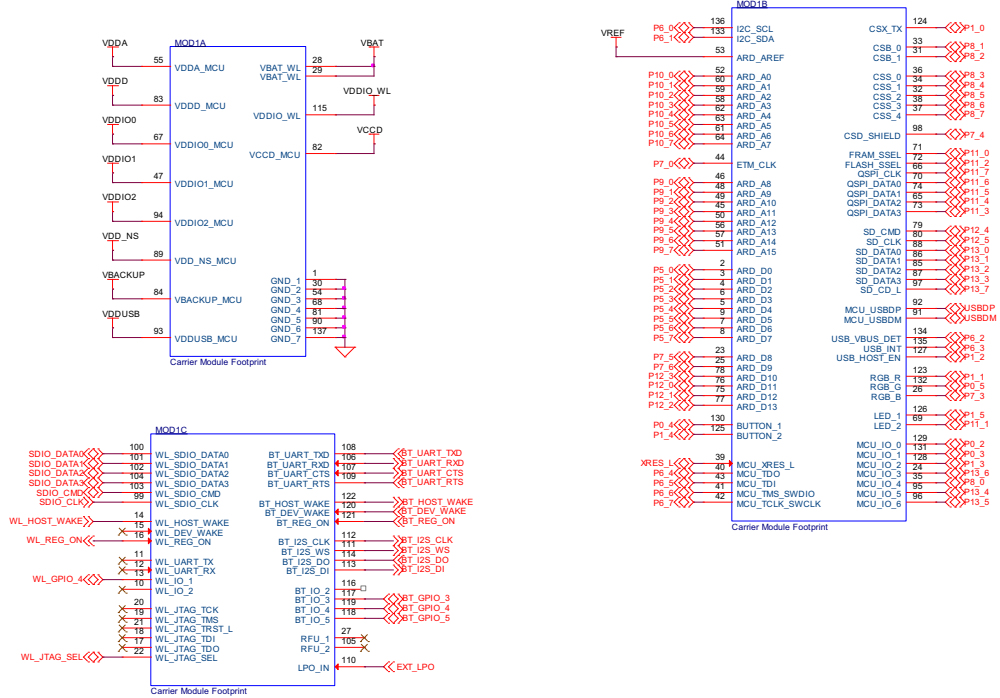 MOD1A
VDDA 55 VDDA_MCU
VDDD 83 VDDD_MCU
VDDIO0 67 VDDIO0_MCU
VDDIO1 47 VDDIO1_MCU
VDDIO2 94 VDDIO2_MCU
VDD_NS 89 VDD_NS_MCU
VBACKUP 84 VBACKUP_MCU
VDDUSB 93 VDDUSB_MCU
VBAT_WL 28 VBAT
VBAT_WL 29
VDDIO_WL 115 VDDIO_WL
VCCD_MCU 82 VCCD
GND_1 1
GND_2 30
GND_3 54
GND_4 68
GND_5 81
GND_6 90
GND_7 137
Carrier Module Footprint
MOD1B
P6_0 136 I2C_SCL
P6_1 133 I2C_SDA
VREF 53 ARD_AREF
P10_0 52 ARD_A0
P10_1 60 ARD_A1
P10_2 59 ARD_A2
P10_3 58 ARD_A3
P10_4 62 ARD_A4
P10_5 63 ARD_A5
P10_6 61 ARD_A6
P10_7 64 ARD_A7
P7_0 44 ETM_CLK
P9_0 46 ARD_A8
P9_1 48 ARD_A9
P9_2 49 ARD_A10
P9_3 45 ARD_A11
P9_4 50 ARD_A12
P9_5 56 ARD_A13
P9_6 57 ARD_A14
P9_7 51 ARD_A15
P5_0 2 ARD_D0
P5_1 3 ARD_D1
P5_2 4 ARD_D2
P5_3 6 ARD_D3
P5_4 5 ARD_D4
P5_5 9 ARD_D5
P5_6 7 ARD_D6
P5_7 8 ARD_D7
P7_5 23 ARD_D8
P7_6 25 ARD_D9
P12_3 78 ARD_D10
P12_0 76 ARD_D11
P12_1 75 ARD_D12
P12_2 77 ARD_D13
P0_4 130 BUTTON_1
P1_4 125 BUTTON_2
XRES_L 39 MCU_XRES_L
P6_4 40 MCU_TDO
P6_5 43 MCU_TDI
P6_6 41 MCU_TMS_SWDIO
P6_7 42 MCU_TCLK_SWCLK
CSX_TX 124 P1_0
CSB_0 33 P8_1
CSB_1 31 P8_2
CSS_0 36 P8_3
CSS_1 34 P8_4
CSS_2 32 P8_5
CSS_3 38 P8_6
CSS_4 37 P8_7
CSD_SHIELD 98 P7_4
FRAM_SSEL 71 P11_0
FLASH_SSEL 72 P11_2
QSPI_CLK 66 P11_7
QSPI_DATA0 70 P11_6
QSPI_DATA1 74 P11_5
QSPI_DATA2 65 P11_4
QSPI_DATA3 73 P11_3
SD_CMD 79 P12_4
SD_CLK 80 P12_5
SD_DATA0 88 P13_0
SD_DATA1 86 P13_1
SD_DATA2 85 P13_2
SD_DATA3 87 P13_3
SD_CD_L 97 P13_7
MCU_USBDP 92 USBDP
MCU_USBDM 91 USBDM
USB_VBUS_DET 134 P6_2
USB_INT 135 P6_3
USB_HOST_EN 127 P1_2
RGB_R 123 P1_1
RGB_G 132 P0_5
RGB_B 26 P7_3
LED_1 126 P1_5
LED_2 69 P11_1
MCU_IO_0 129 P0_2
MCU_IO_1 131 P0_3
MCU_IO_2 128 P1_3
MCU_IO_3 24 P13_6
MCU_IO_4 35 P8_0
MCU_IO_5 95 P13_4
MCU_IO_6 96 P13_5
Carrier Module Footprint
MOD1C
SDIO_DATA0 100 WL_SDIO_DATA0
SDIO_DATA1 101 WL_SDIO_DATA1
SDIO_DATA2 102 WL_SDIO_DATA2
SDIO_DATA3 104 WL_SDIO_DATA3
SDIO_CMD 103 WL_SDIO_CMD
SDIO_CLK 99 WL_SDIO_CLK
WL_HOST_WAKE 14 WL_HOST_WAKE
15 WL_DEV_WAKE
WL_REG_ON 16 WL_REG_ON
11 WL_UART_TX
12 WL_UART_RX
WL_GPIO_4 13 WL_IO_1
10 WL_IO_2
20 WL_JTAG_TCK
19 WL_JTAG_TMS
21 WL_JTAG_TRST_L
18 WL_JTAG_TDI
17 WL_JTAG_TDO
WL_JTAG_SEL 22 WL_JTAG_SEL
BT_UART_TXD 108 BT_UART_TXD
BT_UART_RXD 106 BT_UART_RXD
BT_UART_CTS 107 BT_UART_CTS
BT_UART_RTS 109 BT_UART_RTS
BT_HOST_WAKE 122 BT_HOST_WAKE
BT_DEV_WAKE 120 BT_DEV_WAKE
BT_REG_ON 121 BT_REG_ON
BT_I2S_CLK 112 BT_I2S_CLK
BT_I2S_WS 111 BT_I2S_WS
BT_I2S_DO 114 BT_I2S_DO
BT_I2S_DI 113 BT_I2S_DI
BT_IO_2 116
BT_IO_3 117 BT_GPIO_3
BT_IO_4 119 BT_GPIO_4
BT_IO_5 118 BT_GPIO_5
RFU_1 27
RFU_2 105
LPO_IN 110 EXT_LPO
Carrier Module Footprint